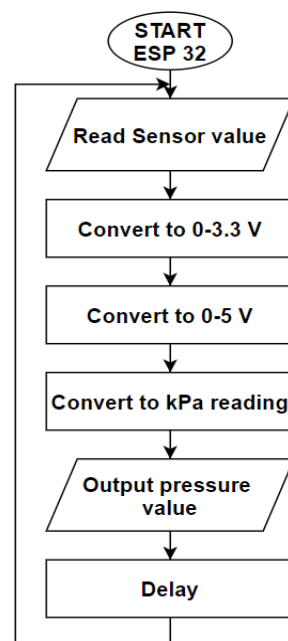 START
ESP 32
Read Sensor value
Convert to 0-3.3 V
Convert to 0-5 V
Convert to kPa reading
Output pressure
value
Delay